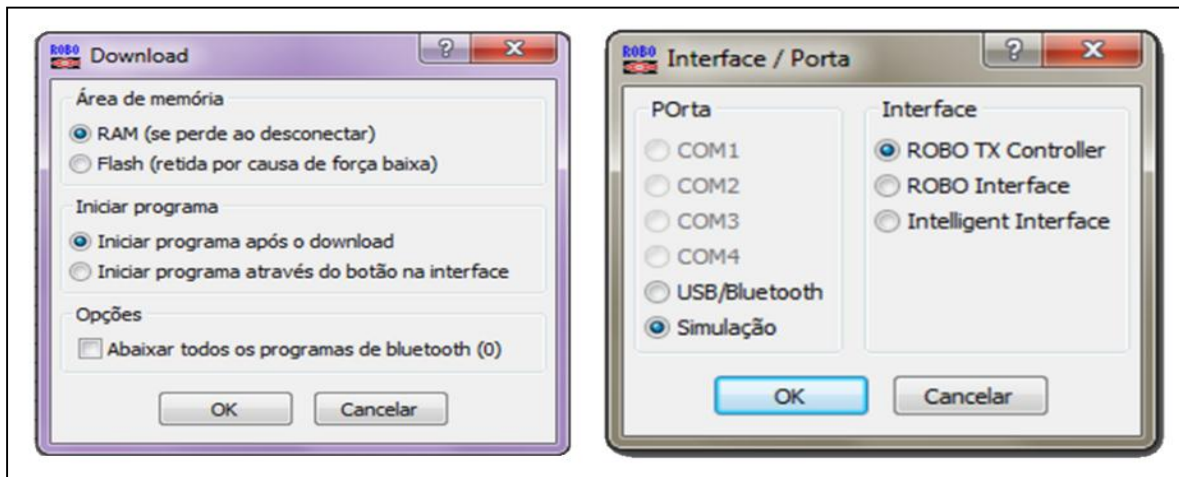 ROBO Download
Área de memória
RAM (se perde ao desconectar)
Flash (retida por causa de força baixa)
Iniciar programa
Iniciar programa após o download
Iniciar programa através do botão na interface
Opções
Abaixar todos os programas de bluetooth (0)
OK Cancelar
ROBO Interface / Porta
POrta
COM1
COM2
COM3
COM4
USB/Bluetooth
Simulação
Interface
ROBO TX Controller
ROBO Interface
Intelligent Interface
OK Cancelar